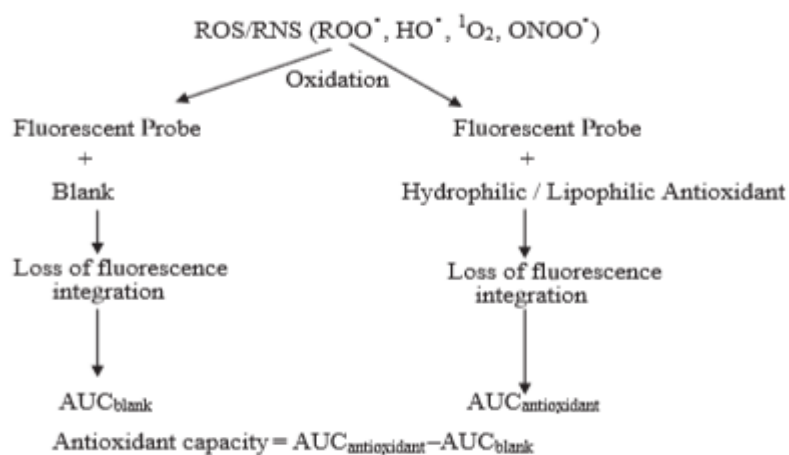 ROS/RNS (ROO•, HO•, ¹O₂, ONOO•)
Oxidation
Fluorescent Probe
+
Blank
Loss of fluorescence
integration
AUCblank
Fluorescent Probe
+
Hydrophilic / Lipophilic Antioxidant
Loss of fluorescence
integration
AUCantioxidant
Antioxidant capacity = AUCantioxidant–AUCblank